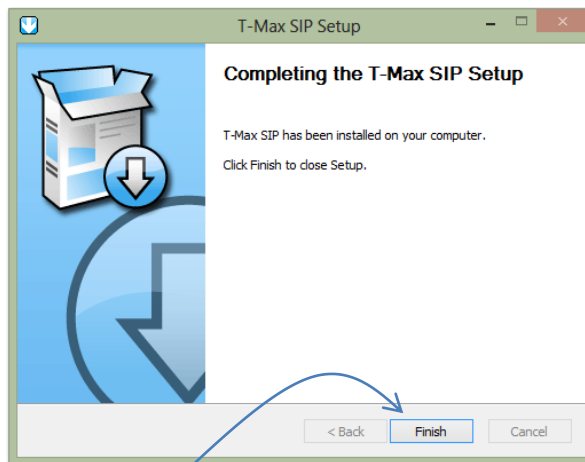 T-Max SIP Setup
Completing the T-Max SIP Setup
T-Max SIP has been installed on your computer.
Click Finish to close Setup.
< Back
Finish
Cancel